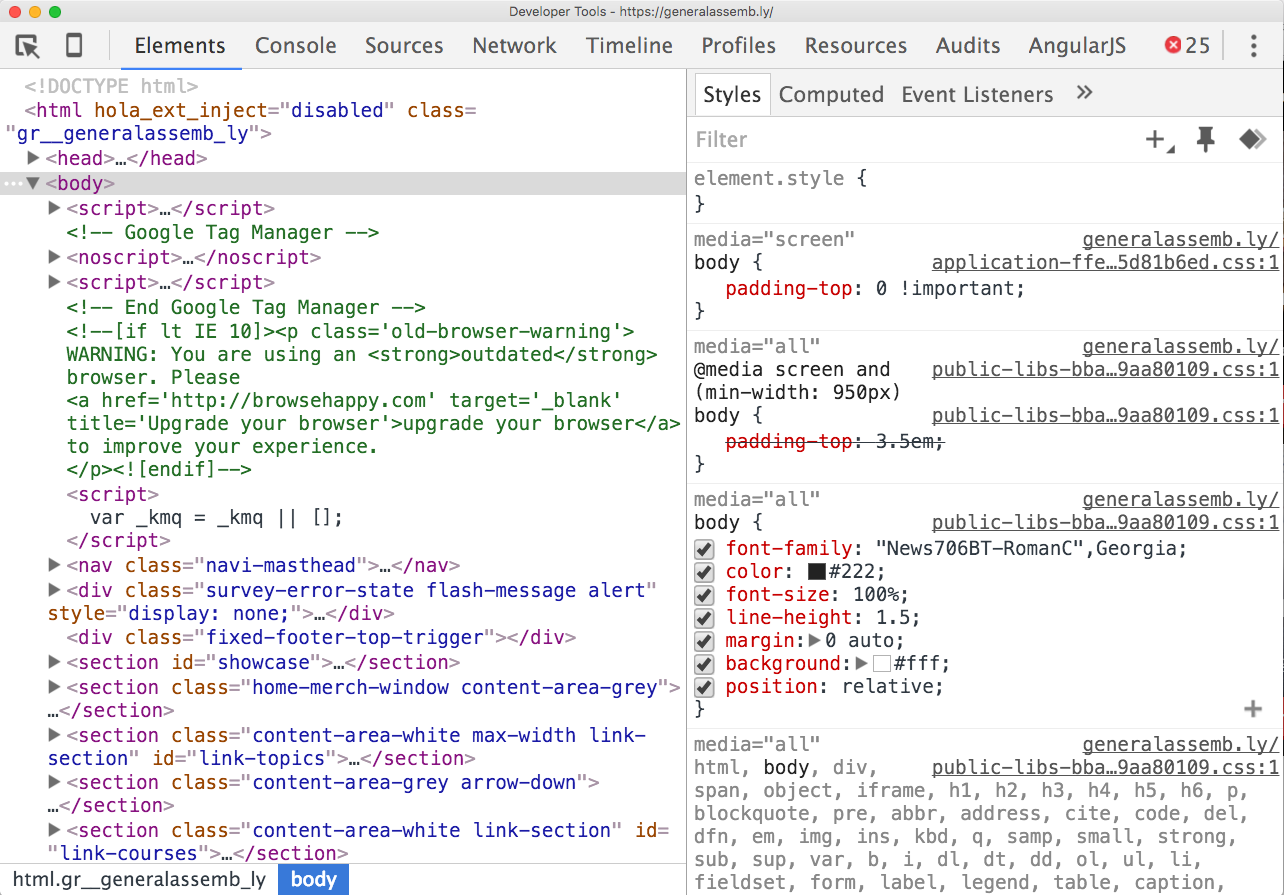 Developer Tools - https://generalassemb.ly/
Elements Console Sources Network Timeline Profiles Resources Audits AngularJS 25
<!DOCTYPE html>
<html hola_ext_inject="disabled" class=
"gr__generalassemb_ly">
<head>…</head>
<body>
<script>…</script>
<!-- Google Tag Manager -->
<noscript>…</noscript>
<script>…</script>
<!-- End Google Tag Manager -->
<!--[if lt IE 10]><p class='old-browser-warning'>
WARNING: You are using an <strong>outdated</strong>
browser. Please
<a href='http://browsehappy.com' target='_blank'
title='Upgrade your browser'>upgrade your browser</a>
to improve your experience.
</p><![endif]-->
<script>
var _kmq = _kmq || [];
</script>
<nav class="navi-masthead">…</nav>
<div class="survey-error-state flash-message alert"
style="display: none;">…</div>
<div class="fixed-footer-top-trigger"></div>
<section id="showcase">…</section>
<section class="home-merch-window content-area-grey">
…</section>
<section class="content-area-white max-width link-
section" id="link-topics">…</section>
<section class="content-area-grey arrow-down">
…</section>
<section class="content-area-white link-section" id=
"link-courses">…</section>
html.gr__generalassemb_ly body
Styles Computed Event Listeners »
Filter
element.style {
}
media="screen" generalassemb.ly/
body { application-ffe…5d81b6ed.css:1
padding-top: 0 !important;
}
media="all" generalassemb.ly/
@media screen and public-libs-bba…9aa80109.css:1
(min-width: 950px)
body { public-libs-bba…9aa80109.css:1
padding-top: 3.5em;
}
media="all" generalassemb.ly/
body { public-libs-bba…9aa80109.css:1
font-family: "News706BT-RomanC",Georgia;
color: #222;
font-size: 100%;
line-height: 1.5;
margin: 0 auto;
background: #fff;
position: relative;
}
media="all" generalassemb.ly/
html, body, div, public-libs-bba…9aa80109.css:1
span, object, iframe, h1, h2, h3, h4, h5, h6, p,
blockquote, pre, abbr, address, cite, code, del,
dfn, em, img, ins, kbd, q, samp, small, strong,
sub, sup, var, b, i, dl, dt, dd, ol, ul, li,
fieldset, form, label, legend, table, caption,